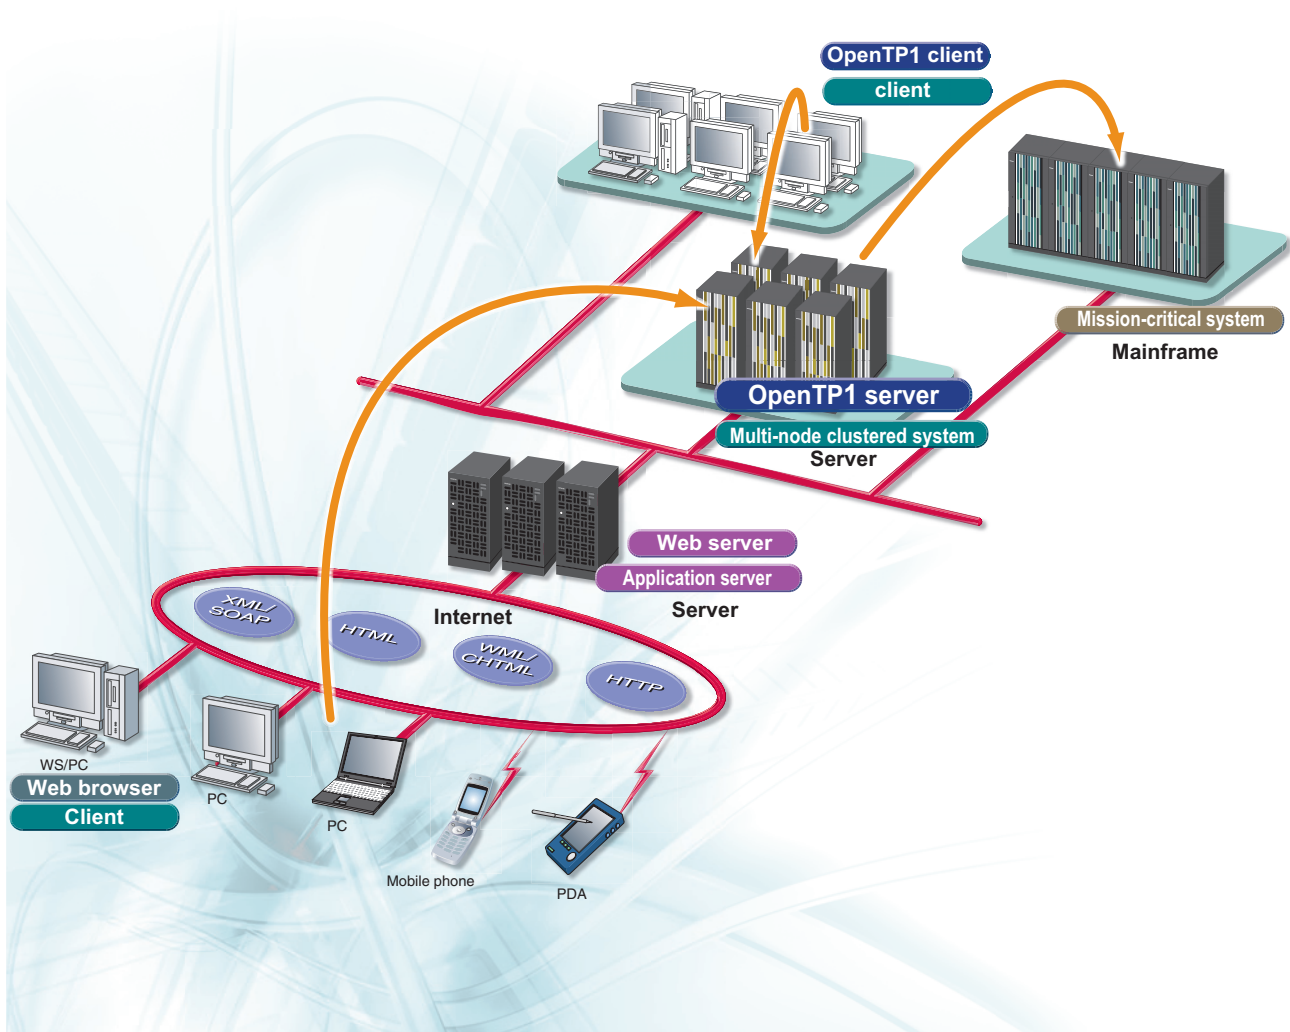 OpenTP1 client
client
Mission-critical system
Mainframe
OpenTP1 server
Multi-node clustered system
Server
Web server
Application server
Server
Internet
XML/
SOAP
HTML
WML/
CHTML
HTTP
WS/PC
Web browser
Client
PC
PC
Mobile phone
PDA